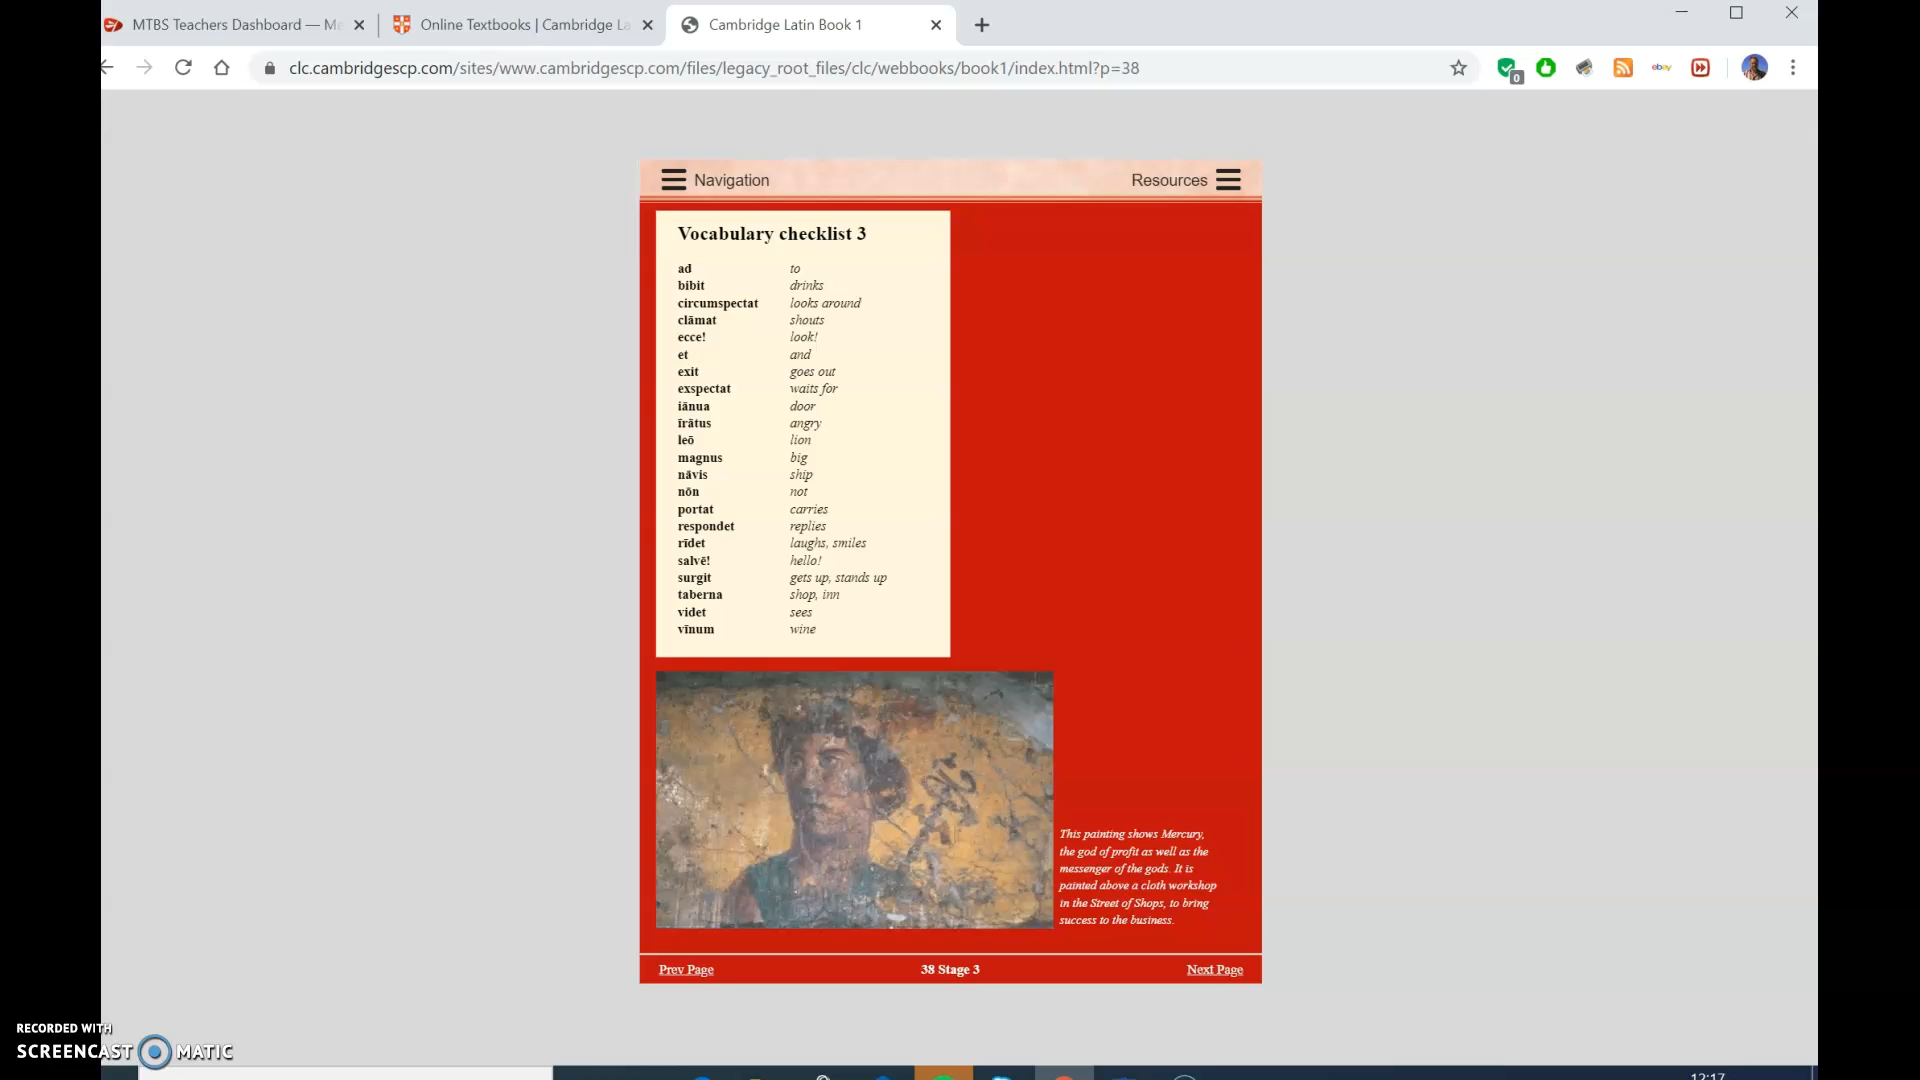 MTBS Teachers Dashboard — Me
Online Textbooks | Cambridge La
Cambridge Latin Book 1
clc.cambridgescp.com/sites/www.cambridgescp.com/files/legacy_root_files/clc/webbooks/book1/index.html?p=38
0
ebay
Navigation
Resources
Vocabulary checklist 3
ad to
bibit drinks
circumspectat looks around
clāmat shouts
ecce! look!
et and
exit goes out
exspectat waits for
iānua door
īrātus angry
leō lion
magnus big
nāvis ship
nōn not
portat carries
respondet replies
rīdet laughs, smiles
salvē! hello!
surgit gets up, stands up
taberna shop, inn
videt sees
vīnum wine
This painting shows Mercury,
the god of profit as well as the
messenger of the gods. It is
painted above a cloth workshop
in the Street of Shops, to bring
success to the business.
Prev Page
38 Stage 3
Next Page
RECORDED WITH
SCREENCAST MATIC
12:17